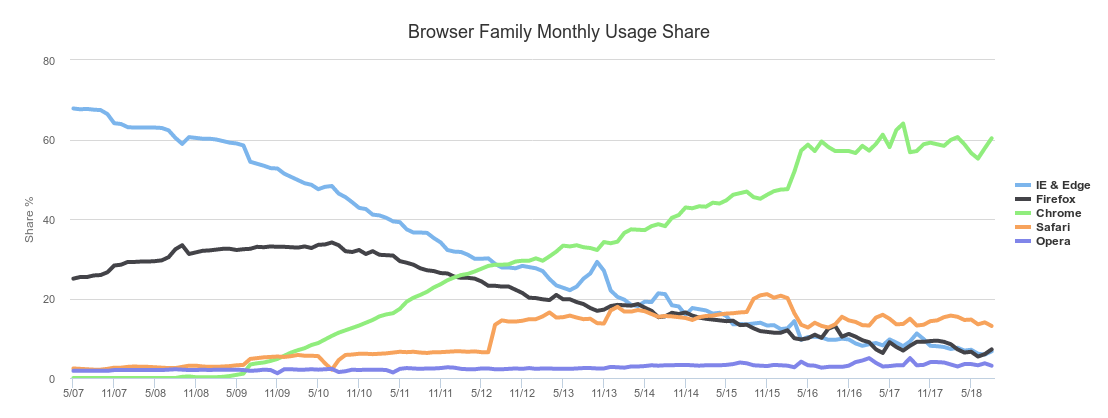 Browser Family Monthly Usage Share
80
60
40
20
0
Share %
5/07 11/07 5/08 11/08 5/09 11/09 5/10 11/10 5/11 11/11 5/12 11/12 5/13 11/13 5/14 11/14 5/15 11/15 5/16 11/16 5/17 11/17 5/18
IE & Edge
Firefox
Chrome
Safari
Opera